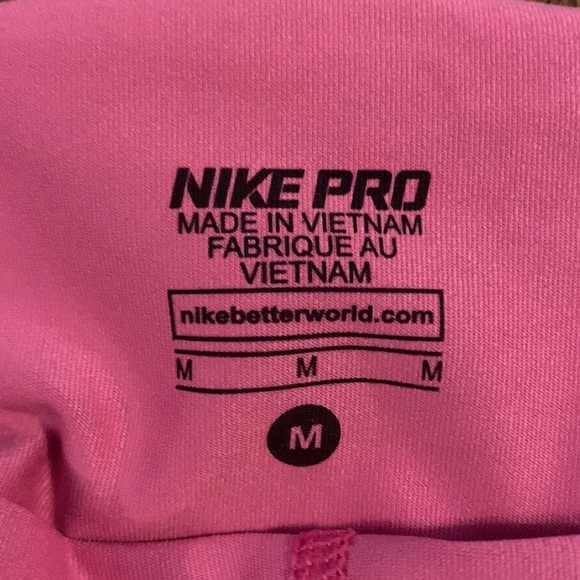 NIKE PRO
MADE IN VIETNAM
FABRIQUE AU
VIETNAM
nikebetterworld.com
M M M
M